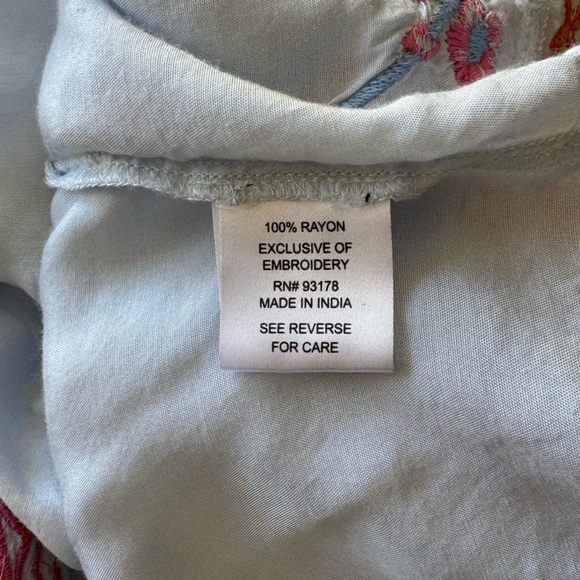 100% RAYON
EXCLUSIVE OF
EMBROIDERY
RN# 93178
MADE IN INDIA
SEE REVERSE
FOR CARE